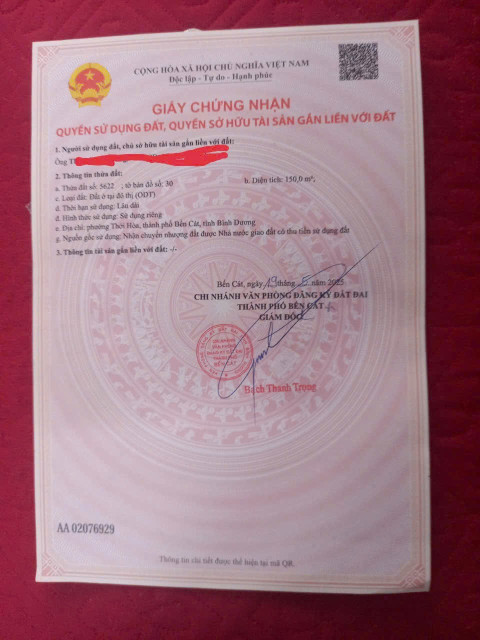 CỘNG HÒA XÃ HỘI CHỦ NGHĨA VIỆT NAM
Độc lập - Tự do - Hạnh phúc
GIẤY CHỨNG NHẬN
QUYỀN SỬ DỤNG ĐẤT, QUYỀN SỞ HỮU TÀI SẢN GẮN LIỀN VỚI ĐẤT
1. Người sử dụng đất, chủ sở hữu tài sản gắn liền với đất:
Ông
2. Thông tin thửa đất:
a. Thửa đất số: 5622 ; tờ bản đồ số: 30 b. Diện tích: 150,0 m²,
c. Loại đất: Đất ở tại đô thị (ODT)
d. Thời hạn sử dụng: Lâu dài
đ. Hình thức sử dụng: Sử dụng riêng
e. Địa chỉ: phường Thới Hòa, thành phố Bến Cát, tỉnh Bình Dương
g. Nguồn gốc sử dụng: Nhận chuyển nhượng đất được Nhà nước giao đất có thu tiền sử dụng đất
3. Thông tin tài sản gắn liền với đất: -/-
Bến Cát, ngày 19 tháng 5 năm 2025
CHI NHÁNH VĂN PHÒNG ĐĂNG KÝ ĐẤT ĐAI
THÀNH PHỐ BẾN CÁT
GIÁM ĐỐC
Bạch Thanh Trọng
AA 02076929
Thông tin chi tiết được thể hiện tại mã QR.